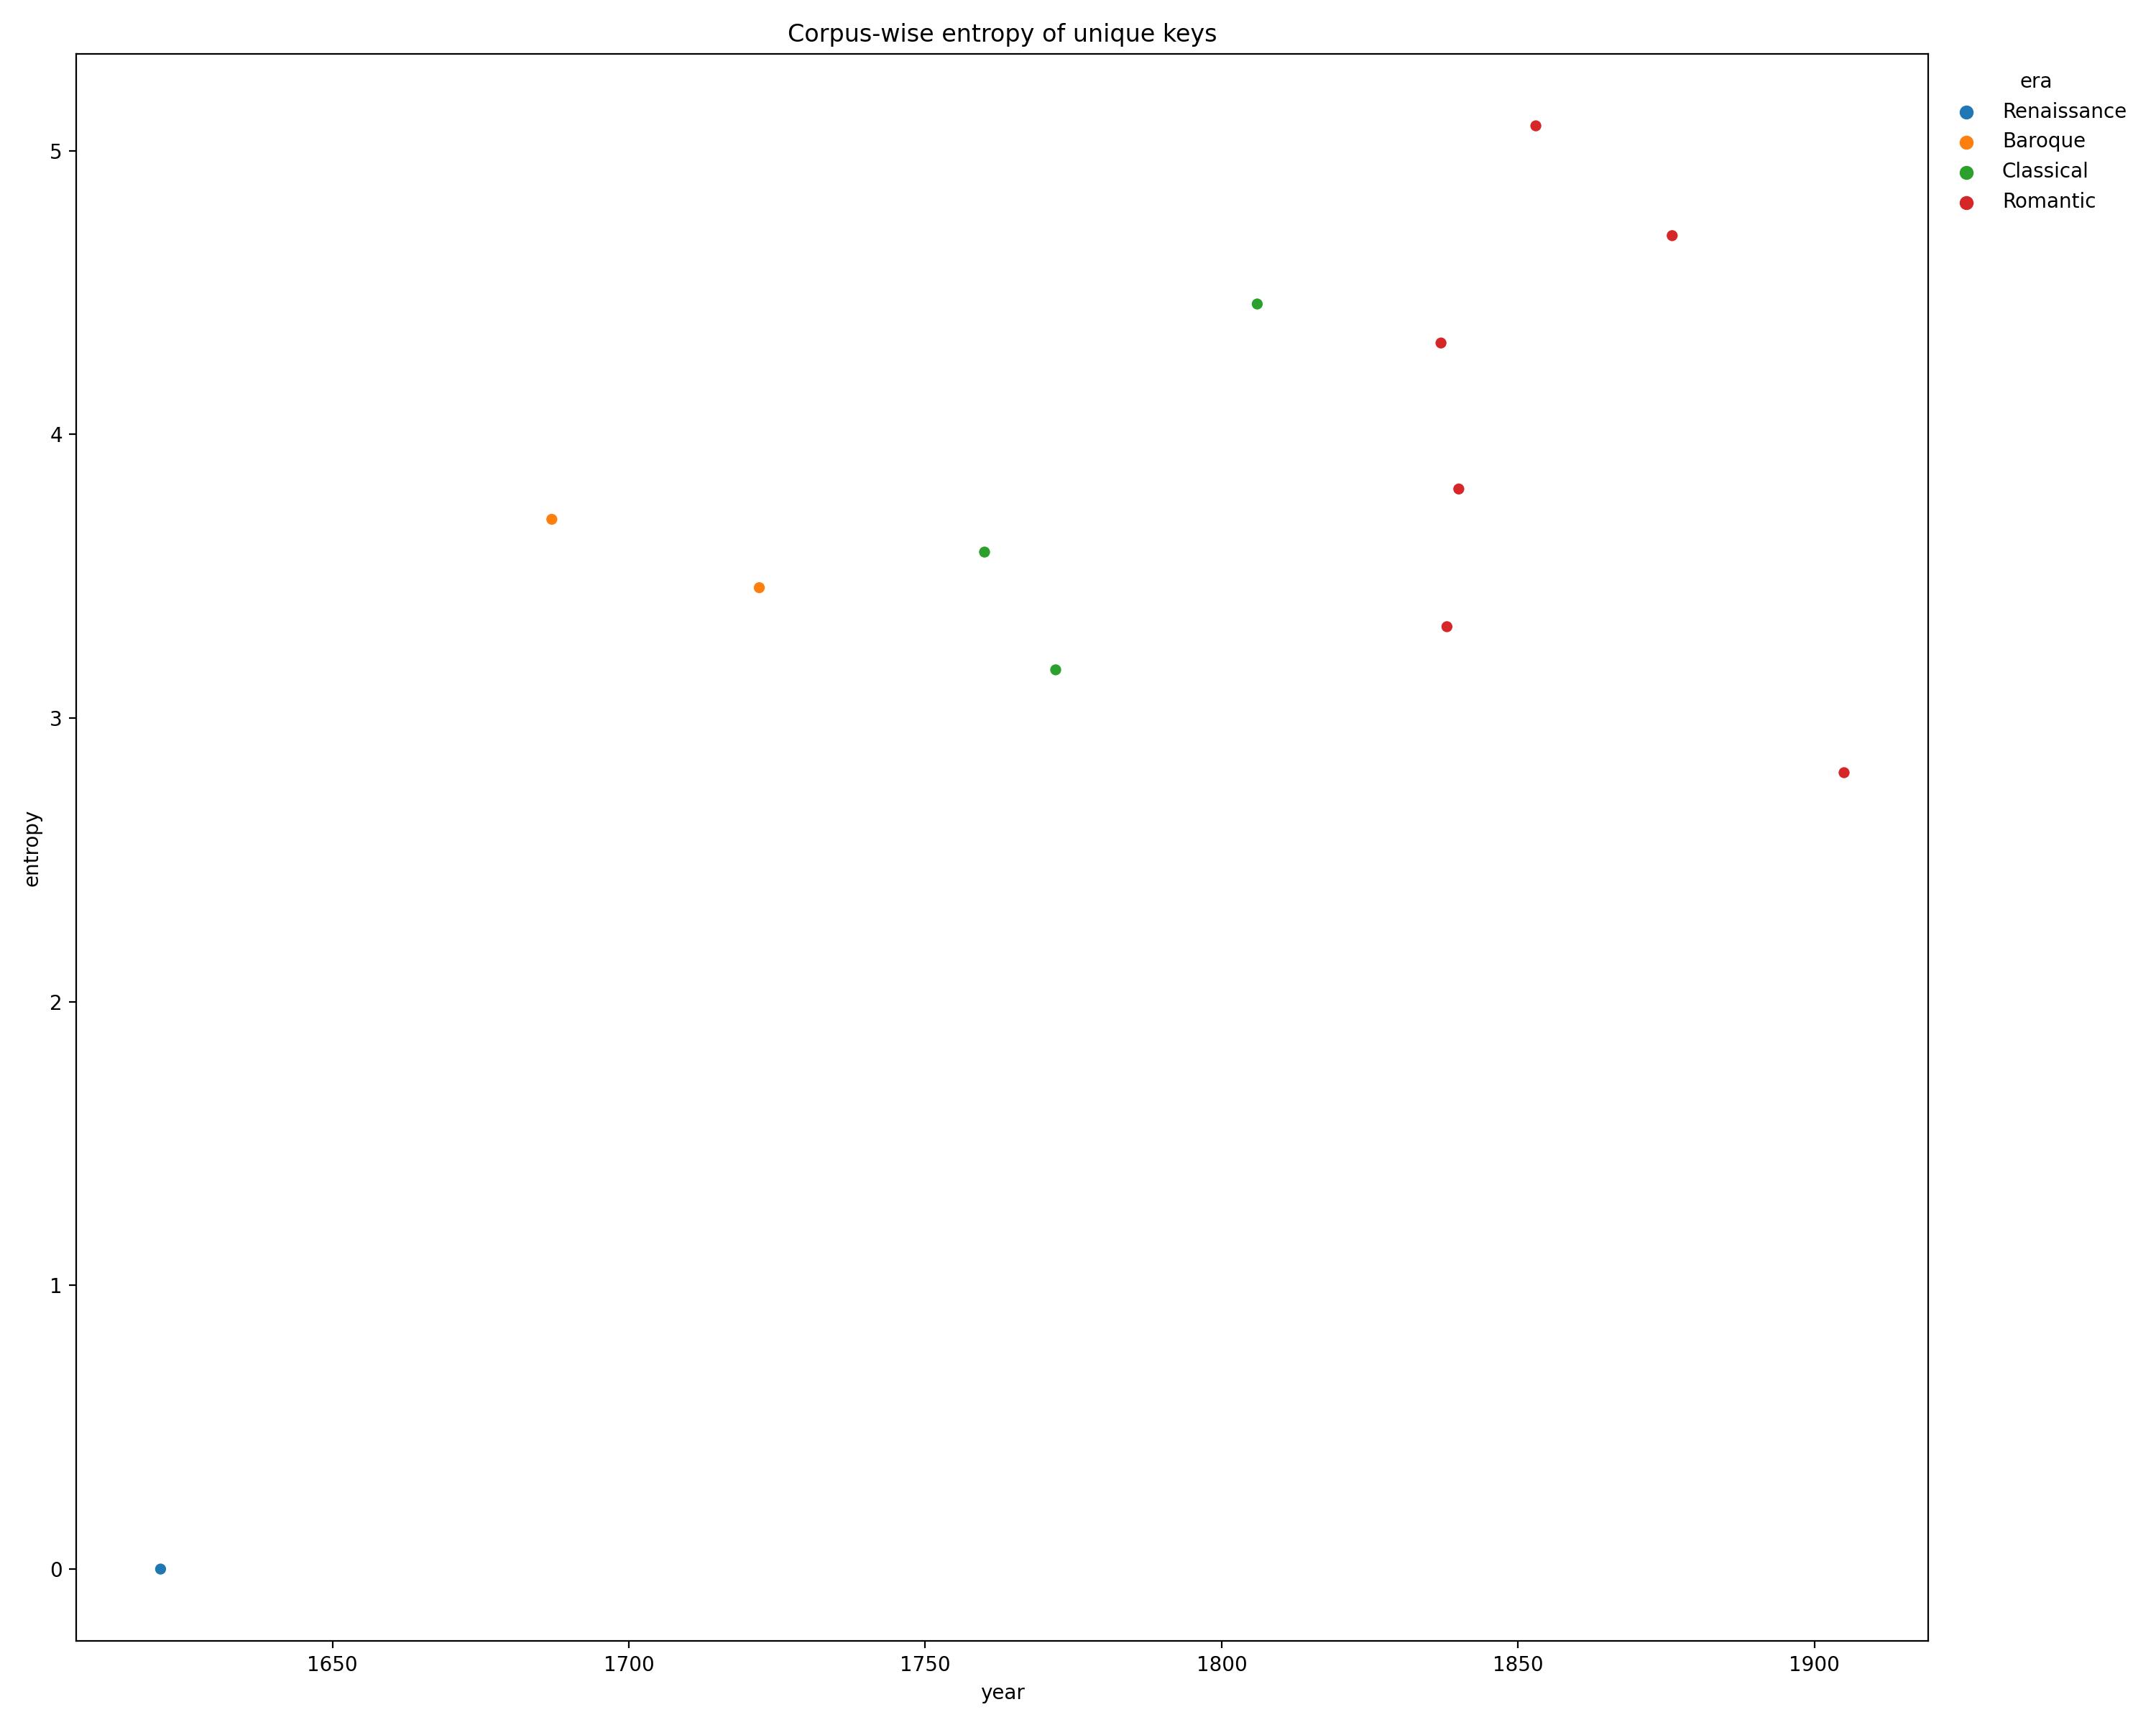 Corpus-wise entropy of unique keys
era
Renaissance
Baroque
Classical
Romantic
5
4
3
2
1
0
entropy
1650 1700 1750 1800 1850 1900
year